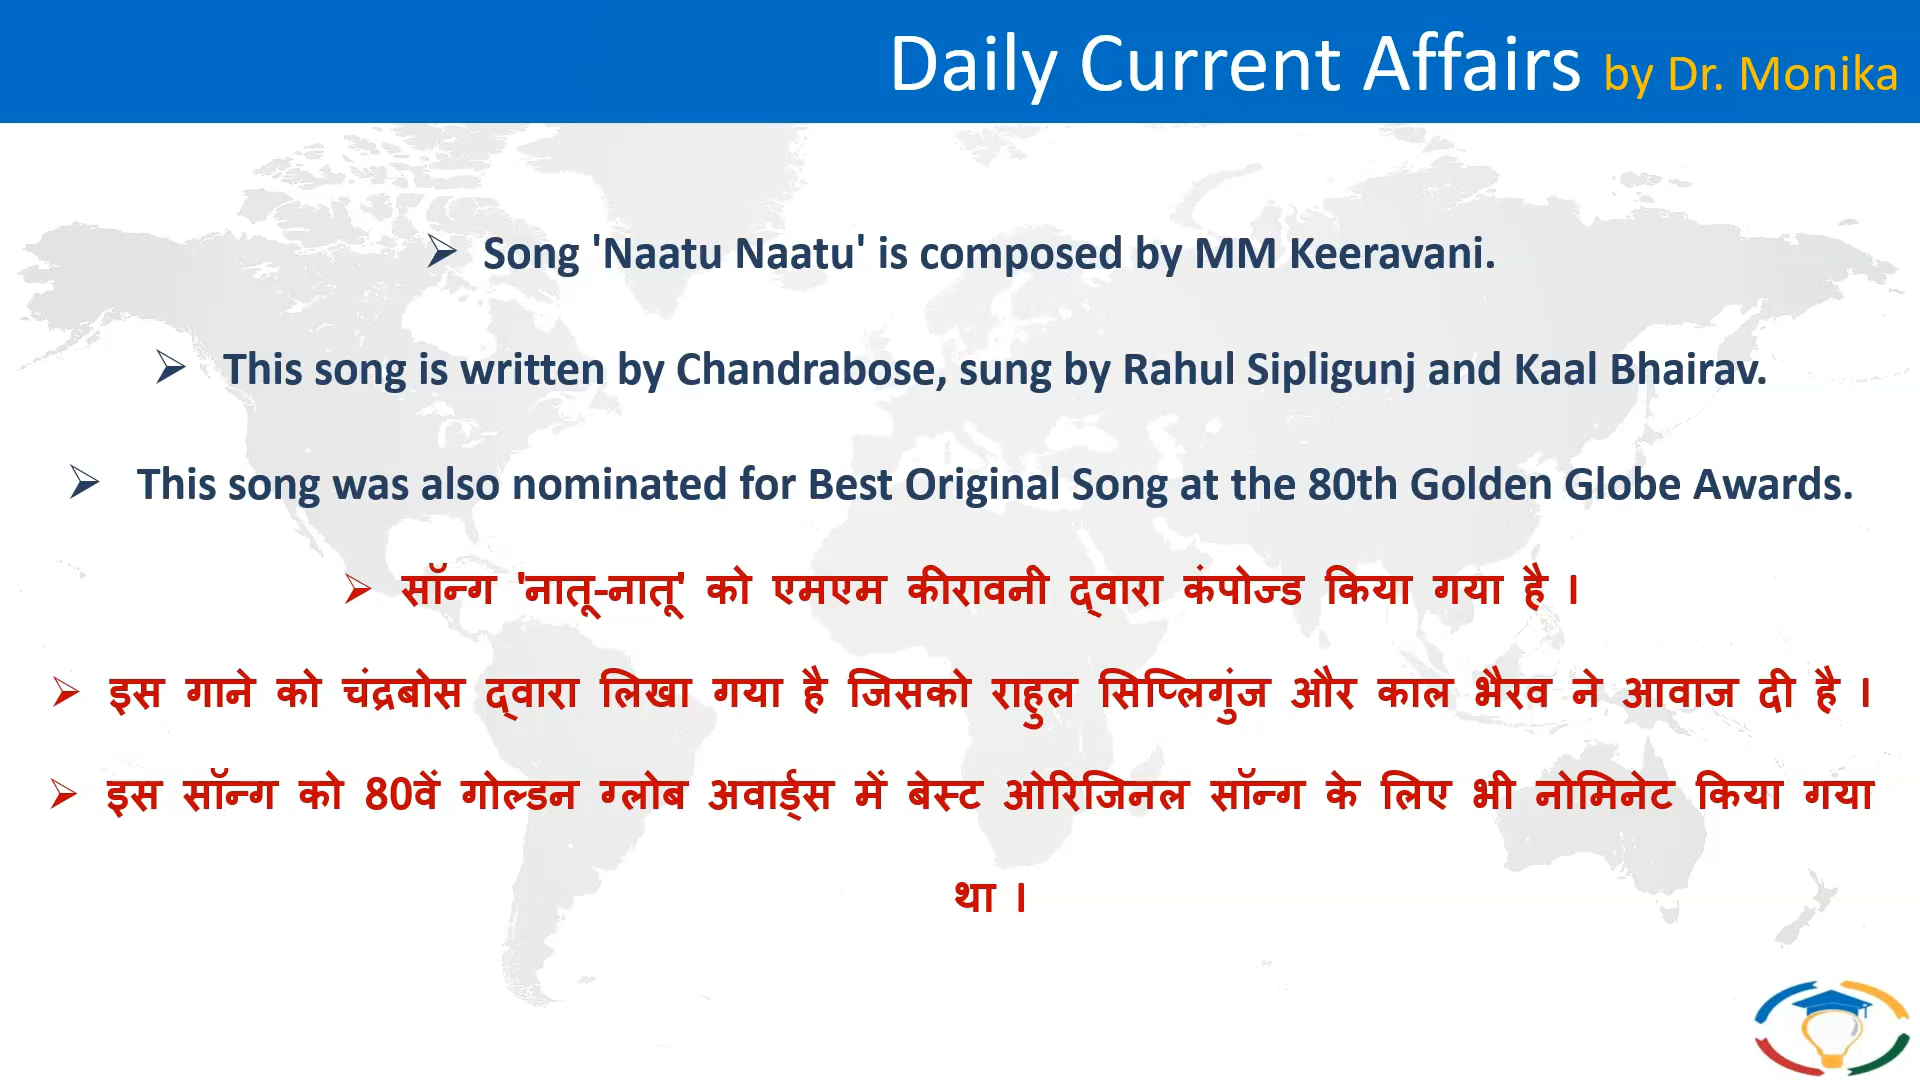 Daily Current Affairs by Dr. Monika
➢ Song 'Naatu Naatu' is composed by MM Keeravani.
➢ This song is written by Chandrabose, sung by Rahul Sipligunj and Kaal Bhairav.
➢ This song was also nominated for Best Original Song at the 80th Golden Globe Awards.
➢ सॉन्ग 'नातू-नातू' को एमएम कीरावनी द्वारा कंपोज्ड किया गया है ।
➢ इस गाने को चंद्रबोस द्वारा लिखा गया है जिसको राहुल सिप्लिगुंज और काल भैरव ने आवाज दी है ।
➢ इस सॉन्ग को 80वें गोल्डन ग्लोब अवार्ड्स में बेस्ट ओरिजिनल सॉन्ग के लिए भी नोमिनेट किया गया
था ।